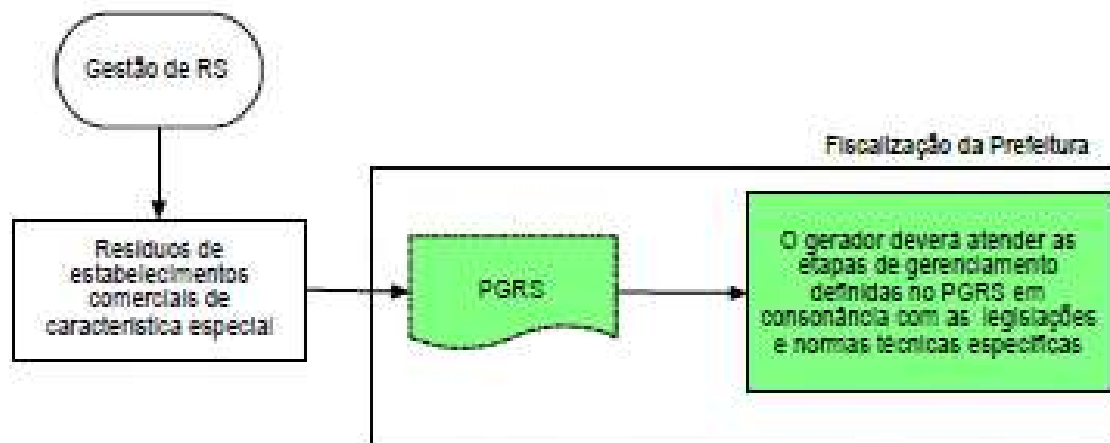 Gestão de RS
Fiscalização da Prefeitura
Resíduos de
estabelecimentos
comerciais de
característica especial
PGRS
O gerador deverá atender as
etapas de gerenciamento
definidas no PGRS em
consonância com as legislações
e normas técnicas específicas